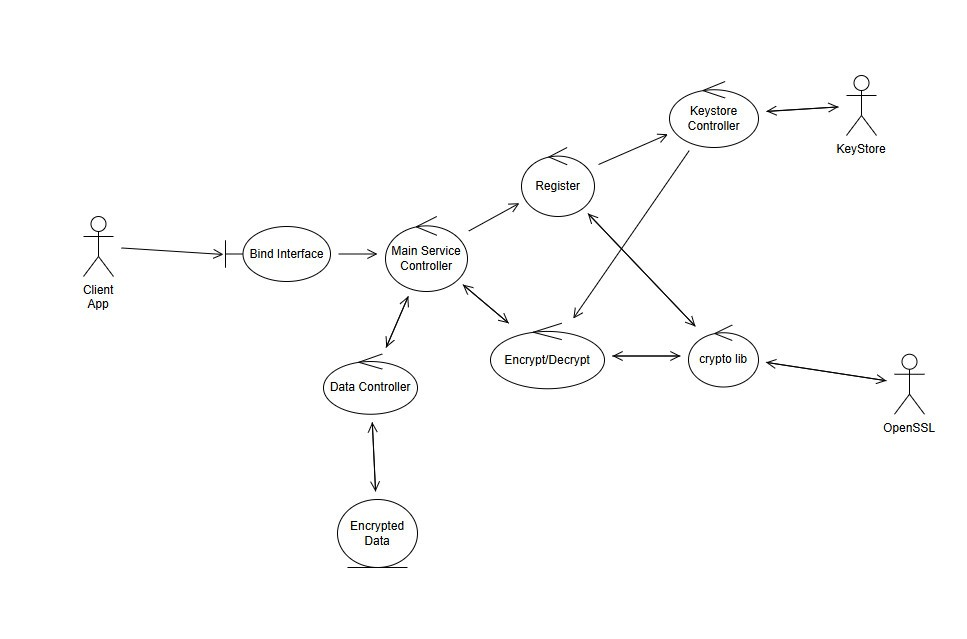 Keystore
Controller
KeyStore
Register
Bind Interface
Main Service
Controller
Client
App
Encrypt/Decrypt
crypto lib
Data Controller
OpenSSL
Encrypted
Data